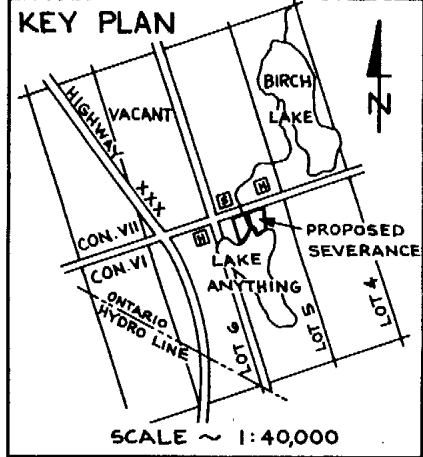 KEY PLAN
BIRCH
LAKE
N
VACANT
HIGHWAY XXX
S
H
H
CON. VII
CON. VI
PROPOSED
SEVERANCE
LAKE
ANYTHING
ONTARIO
HYDRO LINE
LOT 6
LOT 5
LOT 4
SCALE ~ 1:40,000